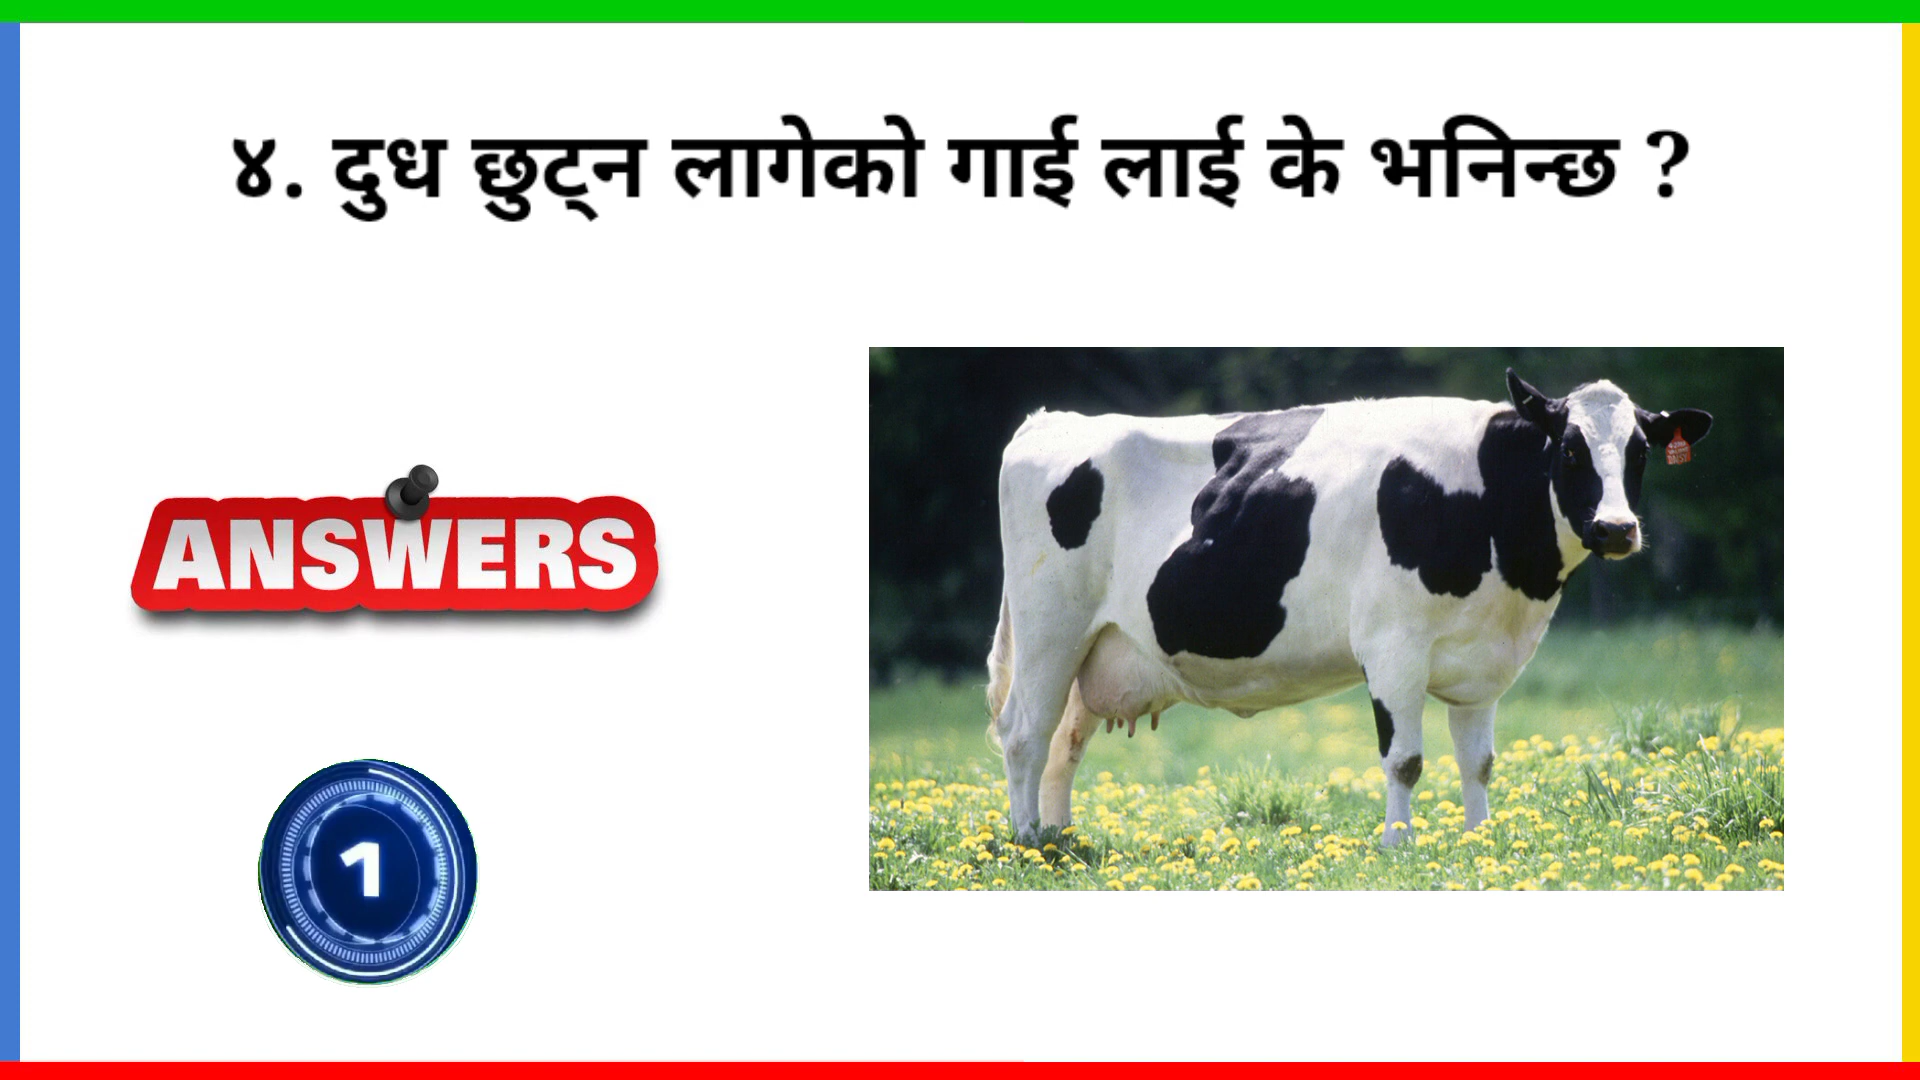 ४. दुध छुट्न लागेको गाई लाई के भनिन्छ ?
ANSWERS
1